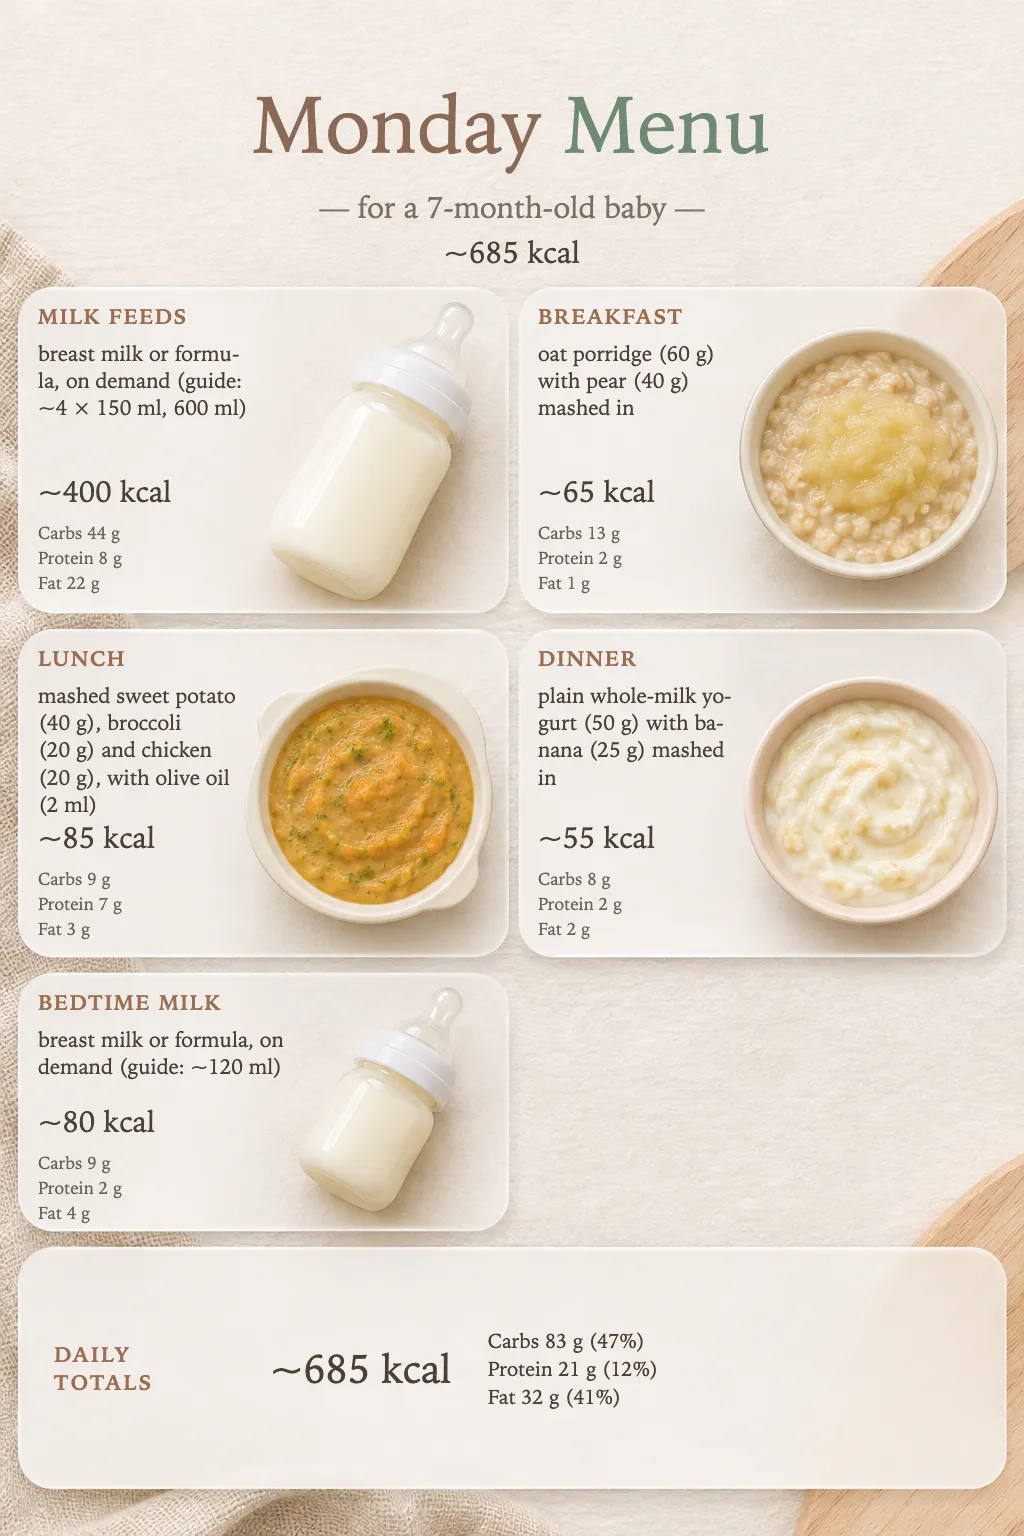 Monday Menu
— for a 7-month-old baby —
~685 kcal
MILK FEEDS
breast milk or formu-
la, on demand (guide:
~4 × 150 ml, 600 ml)
~400 kcal
Carbs 44 g
Protein 8 g
Fat 22 g
BREAKFAST
oat porridge (60 g)
with pear (40 g)
mashed in
~65 kcal
Carbs 13 g
Protein 2 g
Fat 1 g
LUNCH
mashed sweet potato
(40 g), broccoli
(20 g) and chicken
(20 g), with olive oil
(2 ml)
~85 kcal
Carbs 9 g
Protein 7 g
Fat 3 g
DINNER
plain whole-milk yo-
gurt (50 g) with ba-
nana (25 g) mashed
in
~55 kcal
Carbs 8 g
Protein 2 g
Fat 2 g
BEDTIME MILK
breast milk or formula, on
demand (guide: ~120 ml)
~80 kcal
Carbs 9 g
Protein 2 g
Fat 4 g
DAILY
TOTALS
~685 kcal
Carbs 83 g (47%)
Protein 21 g (12%)
Fat 32 g (41%)